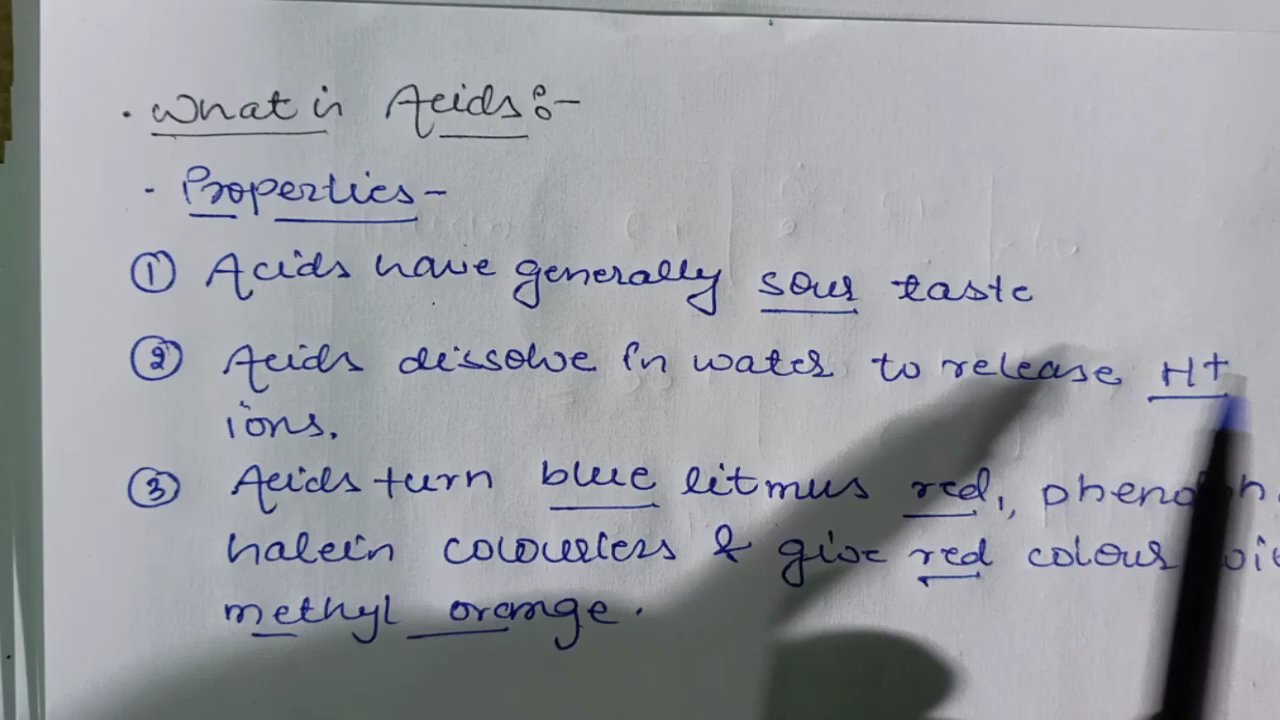 . What is Acids :-
- Properties -
① Acids have generally sour taste
② Acids dissolve in water to release H+
ions.
③ Acids turn blue litmus red,
halein colourless & give red colour
methyl orange.